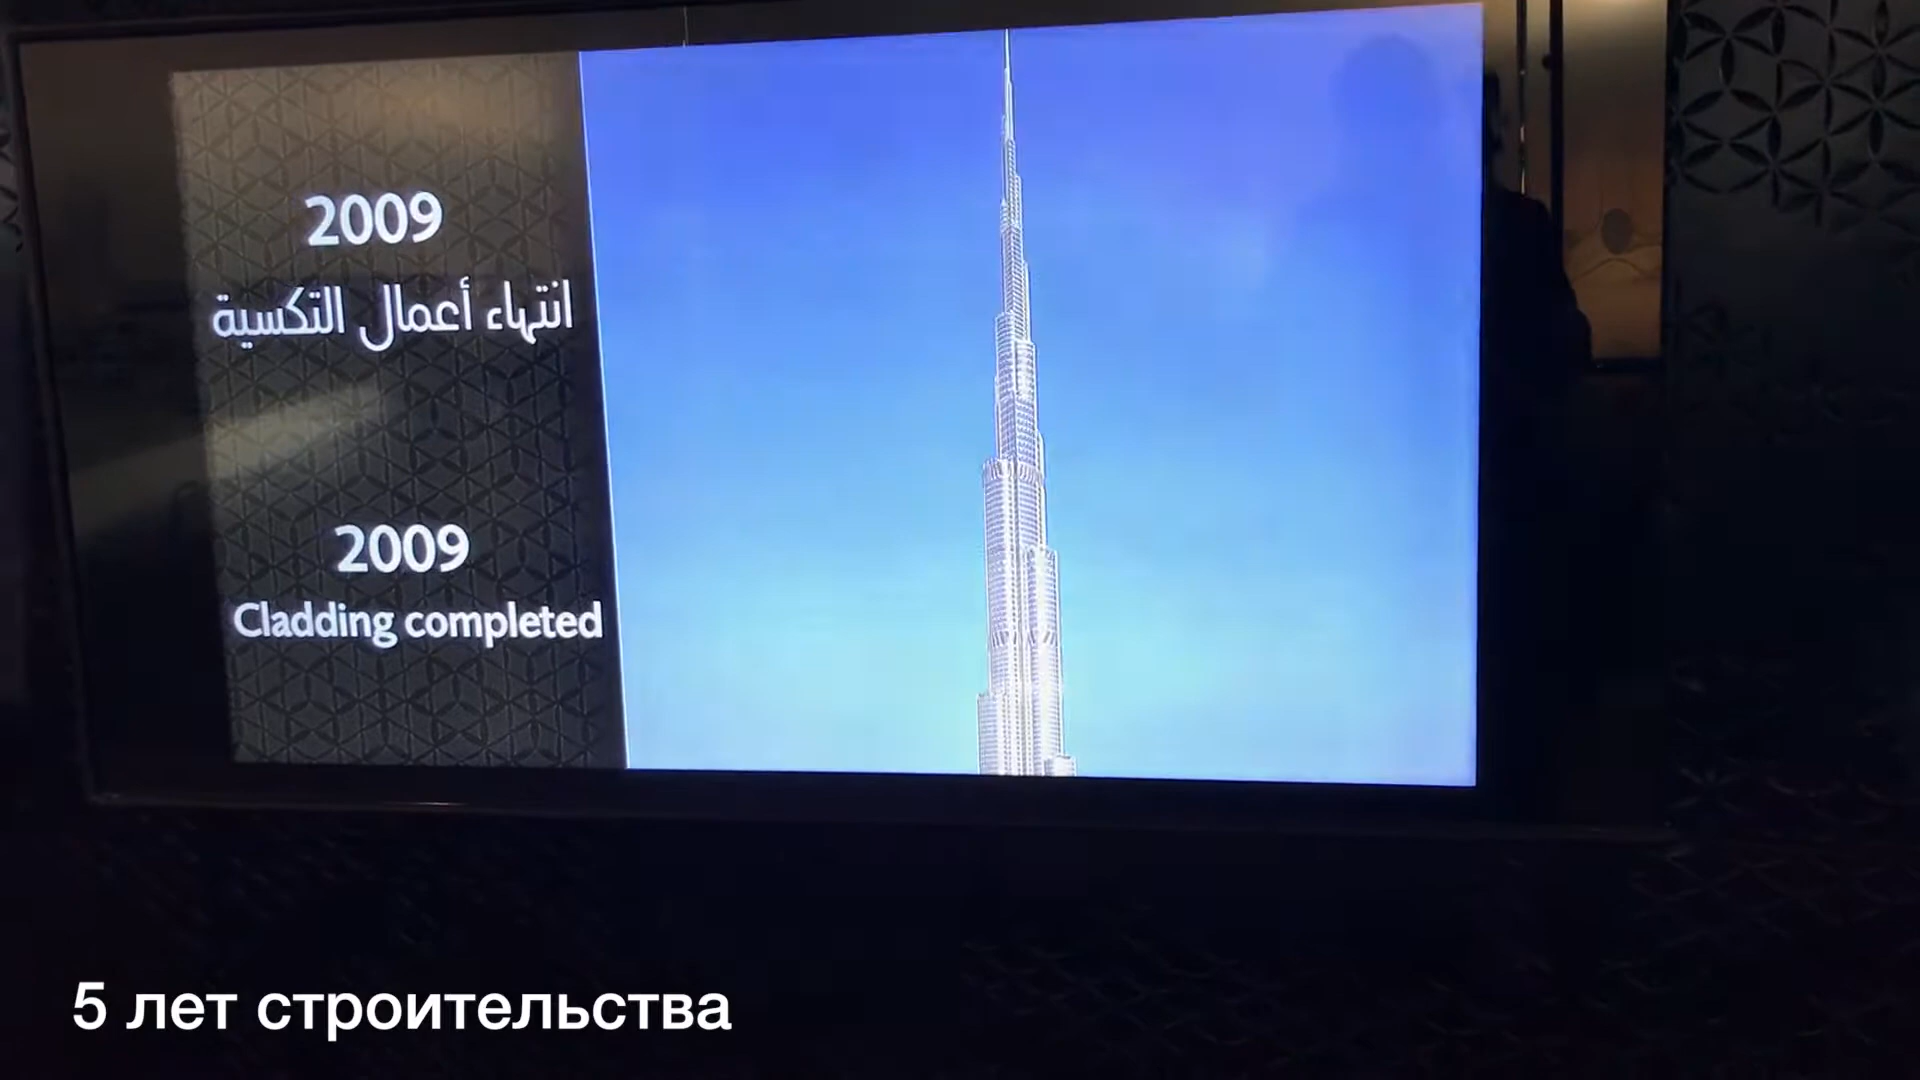 2009
انتهاء أعمال التكسية
2009
Cladding completed
5 лет строительства